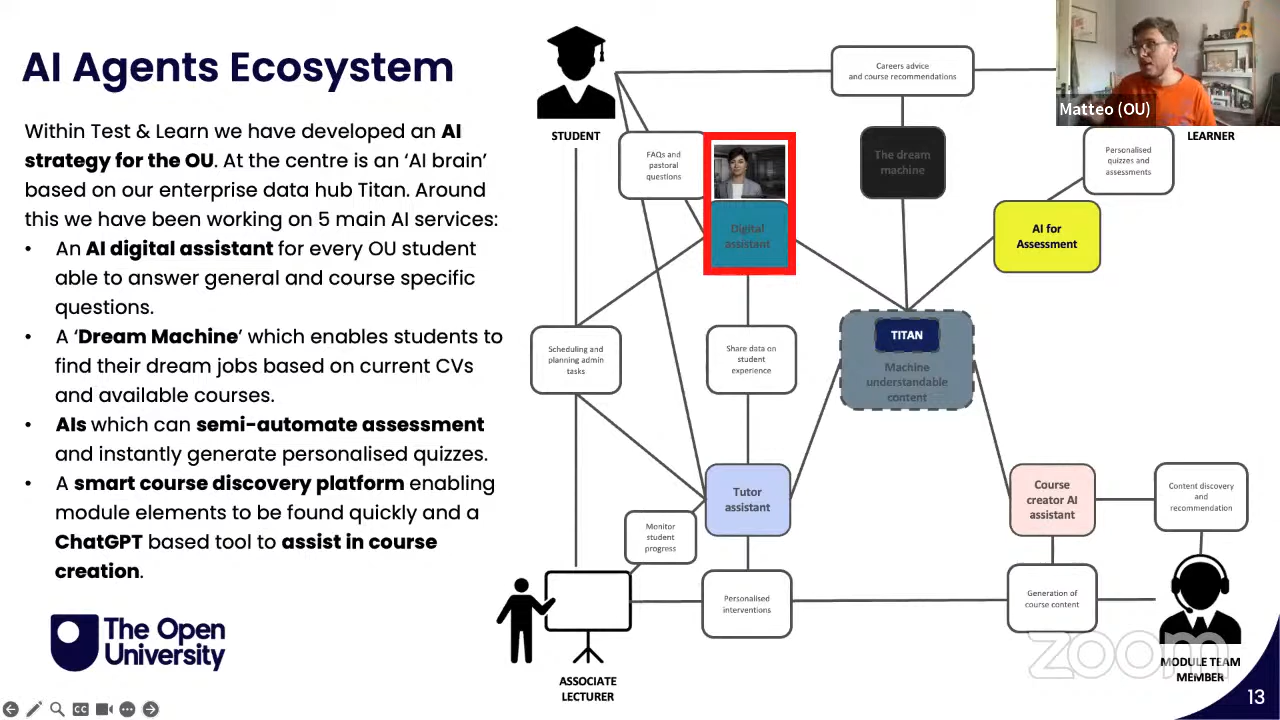 AI Agents Ecosystem
Within Test & Learn we have developed an AI
strategy for the OU. At the centre is an ‘AI brain’
based on our enterprise data hub Titan. Around
this we have been working on 5 main AI services:
• An AI digital assistant for every OU student
able to answer general and course specific
questions.
• A ‘Dream Machine’ which enables students to
find their dream jobs based on current CVs
and available courses.
• AIs which can semi-automate assessment
and instantly generate personalised quizzes.
• A smart course discovery platform enabling
module elements to be found quickly and a
ChatGPT based tool to assist in course
creation.
The Open
University
STUDENT
Careers advice
and course recommendations
Matteo (OU)
LEARNER
FAQs and
pastoral
questions
Digital
assistant
The dream
machine
Personalised
quizzes and
assessments
AI for
Assessment
Scheduling and
planning admin
tasks
Share data on
student
experience
TITAN
Machine
understandable
content
Tutor
assistant
Course
creator AI
assistant
Content discovery
and
recommendation
Monitor
student
progress
Personalised
interventions
Generation of
course content
ASSOCIATE
LECTURER
zoom
MODULE TEAM
MEMBER
13
CC